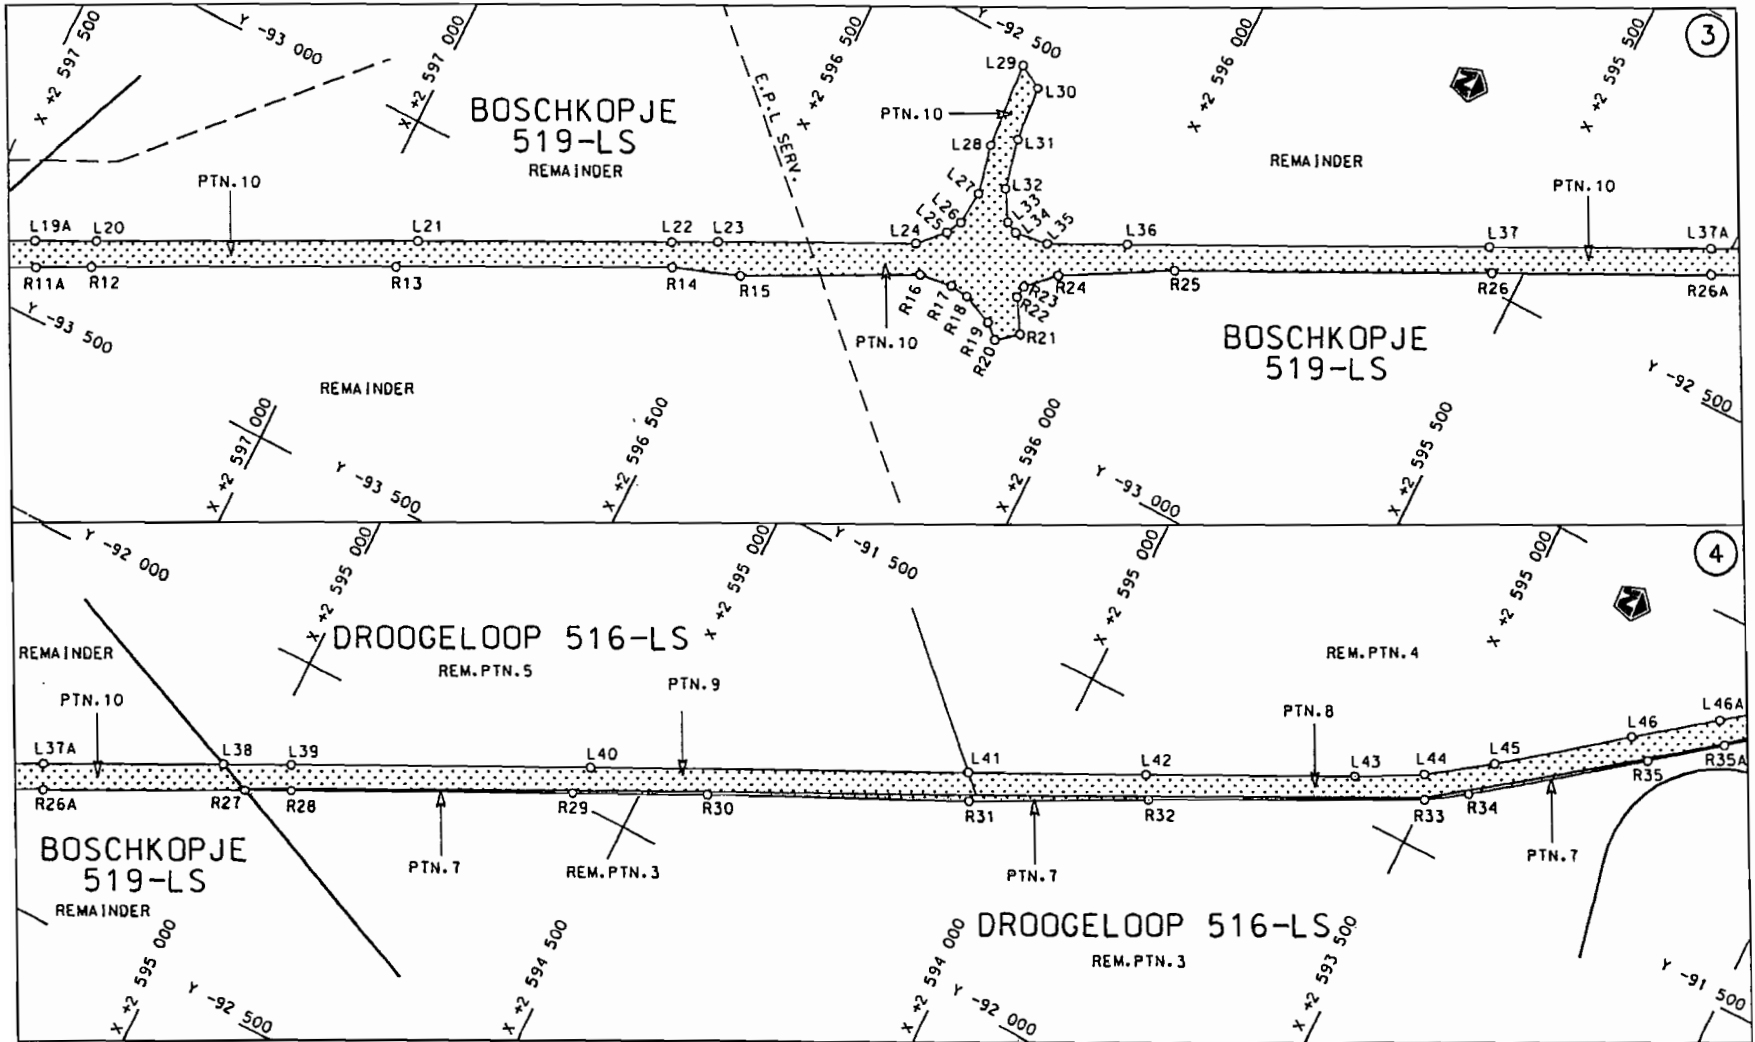 3
X +2 597 500
Y -93 000
X +2 597 000
X +2 596 500
Y -92 500
X +2 596 000
X +2 595 500
BOSCHKOPJE
519-LS
REMAINDER
E.P.L SERV.
L29
L30
PTN.10
L28
L31
REMAINDER
PTN.10
PTN.10
L27
L32
L26
L33
L25
L34
L19A
L20
L21
L22
L23
L24
L35
L36
L37
L37A
R11A
R12
R13
R14
R15
R16
R17
R18
R19
R20
R21
R22
R23
R24
R25
R26
R26A
Y -93 500
PTN.10
BOSCHKOPJE
519-LS
REMAINDER
Y -92 500
X +2 597 000
Y -93 500
X +2 596 500
X +2 596 000
Y -93 000
X +2 595 500
4
Y -92 000
X +2 595 000
X +2 595 000
Y -91 500
X +2 595 000
X +2 595 000
N
REMAINDER
DROOGELOOP 516-LS
REM.PTN.5
REM.PTN.4
PTN.10
PTN.9
PTN.8
L37A
L38
L39
L40
L41
L42
L43
L44
L45
L46
L46A
R26A
R27
R28
R29
R30
R31
R32
R33
R34
R35
R35A
BOSCHKOPJE
519-LS
REMAINDER
PTN.7
REM.PTN.3
PTN.7
PTN.7
DROOGELOOP 516-LS
REM.PTN.3
X +2 595 000
Y -92 500
X +2 594 500
X +2 594 000
Y -92 000
X +2 593 500
Y -91 500